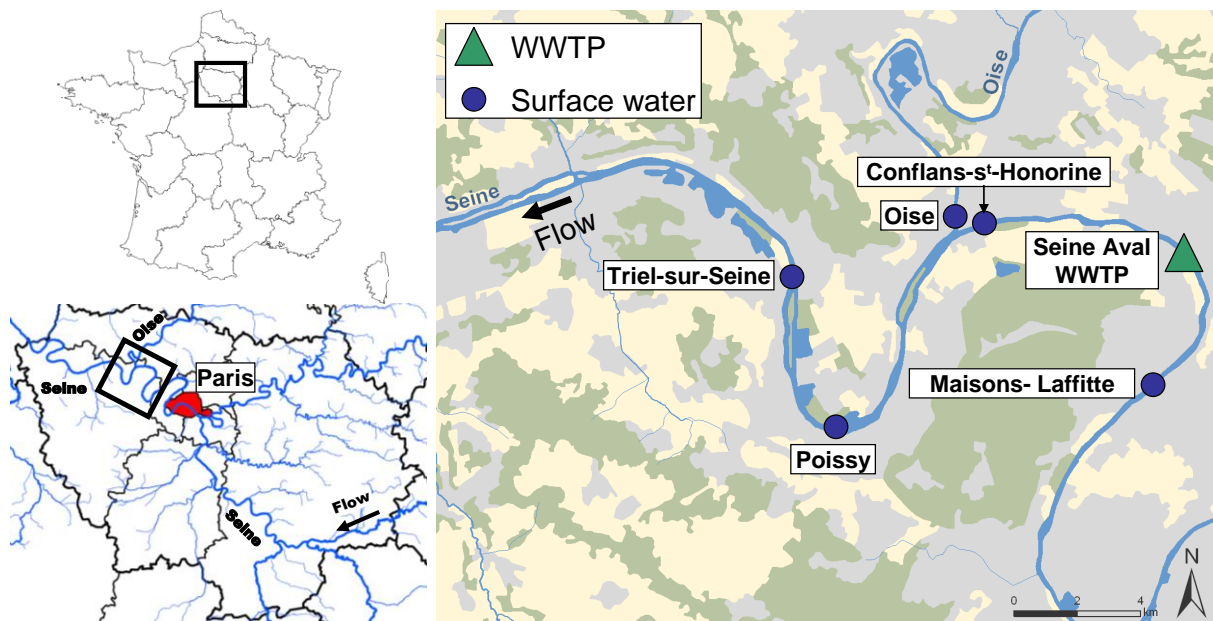 WWTP
Surface water
Oise
Conflans-sᵗ-Honorine
Oise
Seine
Flow
Seine Aval
WWTP
Triel-sur-Seine
Maisons- Laffitte
Poissy
N
0 2 4
km
Oise
Seine
Paris
Flow
Seine